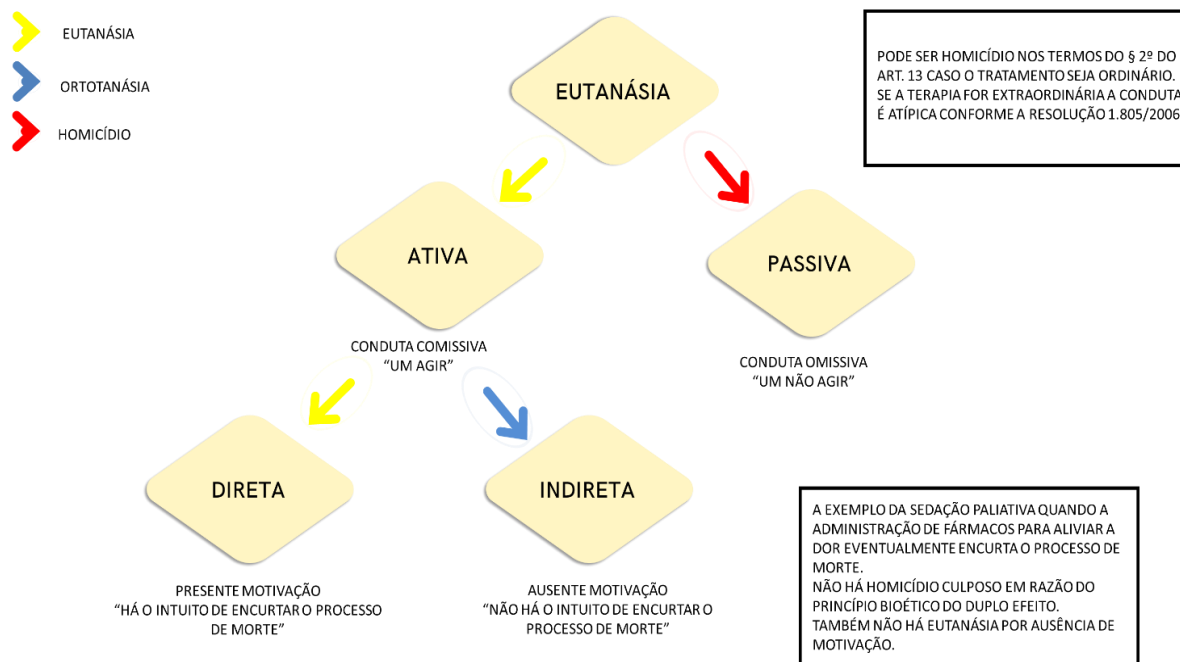 EUTANÁSIA
ORTOTANÁSIA
HOMICÍDIO
EUTANÁSIA
PODE SER HOMICÍDIO NOS TERMOS DO § 2º DO
ART. 13 CASO O TRATAMENTO SEJA ORDINÁRIO.
SE A TERAPIA FOR EXTRAORDINÁRIA A CONDUTA
É ATÍPICA CONFORME A RESOLUÇÃO 1.805/2006
ATIVA
PASSIVA
CONDUTA COMISSIVA
“UM AGIR”
CONDUTA OMISSIVA
“UM NÃO AGIR”
DIRETA
INDIRETA
PRESENTE MOTIVAÇÃO
“HÁ O INTUITO DE ENCURTAR O PROCESSO
DE MORTE”
AUSENTE MOTIVAÇÃO
“NÃO HÁ O INTUITO DE ENCURTAR O
PROCESSO DE MORTE”
A EXEMPLO DA SEDAÇÃO PALIATIVA QUANDO A
ADMINISTRAÇÃO DE FÁRMACOS PARA ALIVIAR A
DOR EVENTUALMENTE ENCURTA O PROCESSO DE
MORTE.
NÃO HÁ HOMICÍDIO CULPOSO EM RAZÃO DO
PRINCÍPIO BIOÉTICO DO DUPLO EFEITO.
TAMBÉM NÃO HÁ EUTANÁSIA POR AUSÊNCIA DE
MOTIVAÇÃO.